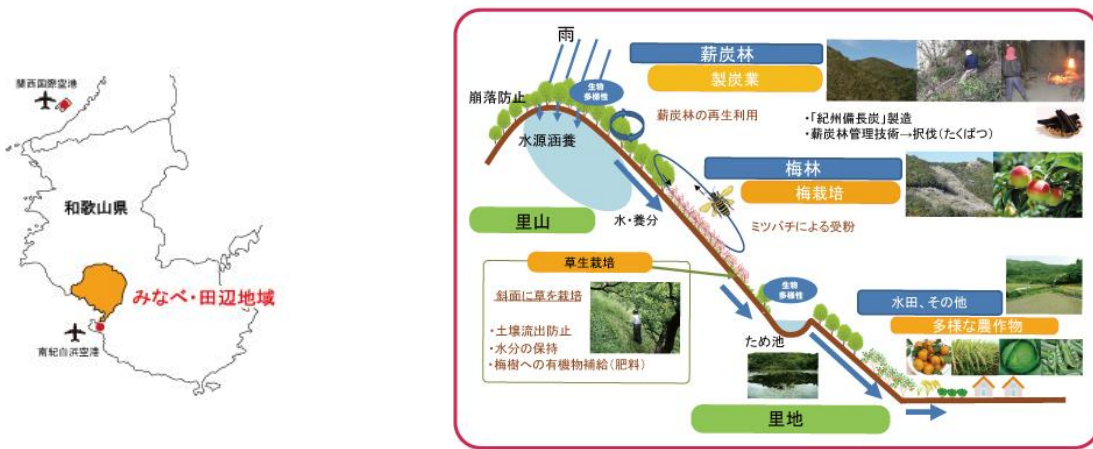 関西国際空港
和歌山県
みなべ・田辺地域
南紀白浜空港
雨
薪炭林
製炭業
生物
多様性
崩落防止
薪炭林の再生利用
・「紀州備長炭」製造
・薪炭林管理技術→択伐(たくばつ)
水源涵養
梅林
梅栽培
里山
水・養分
ミツバチによる受粉
草生栽培
斜面に草を栽培
・土壌流出防止
・水分の保持
・梅樹への有機物補給(肥料)
生物
多様性
水田、その他
多様な農作物
ため池
里地